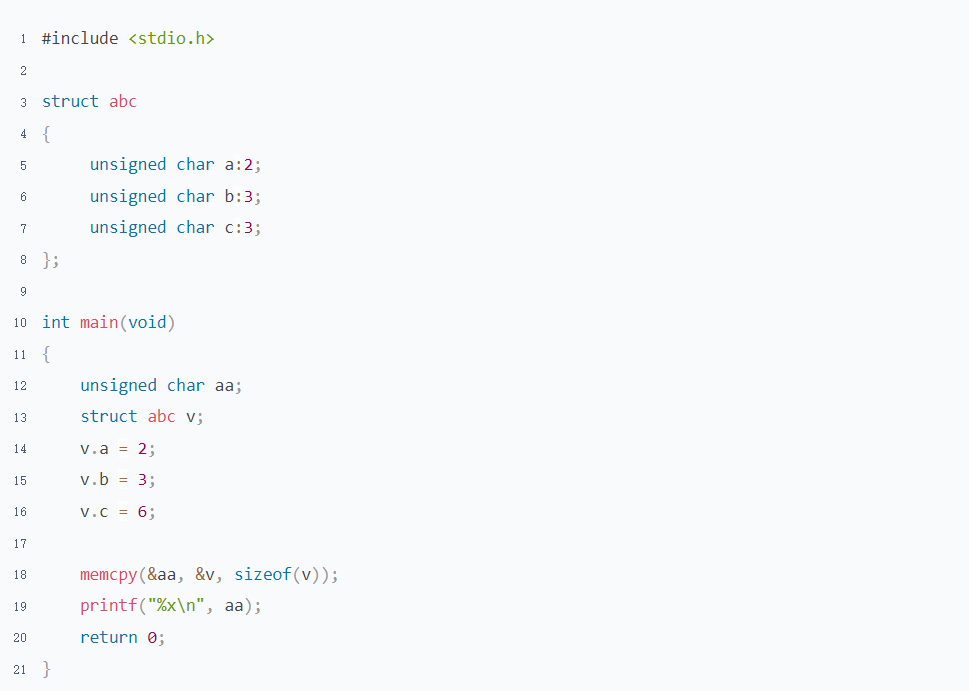 1 #include <stdio.h>
2
3 struct abc
4 {
5      unsigned char a:2;
6      unsigned char b:3;
7      unsigned char c:3;
8 };
9
10 int main(void)
11 {
12     unsigned char aa;
13     struct abc v;
14     v.a = 2;
15     v.b = 3;
16     v.c = 6;
17
18     memcpy(&aa, &v, sizeof(v));
19     printf("%x\n", aa);
20     return 0;
21 }